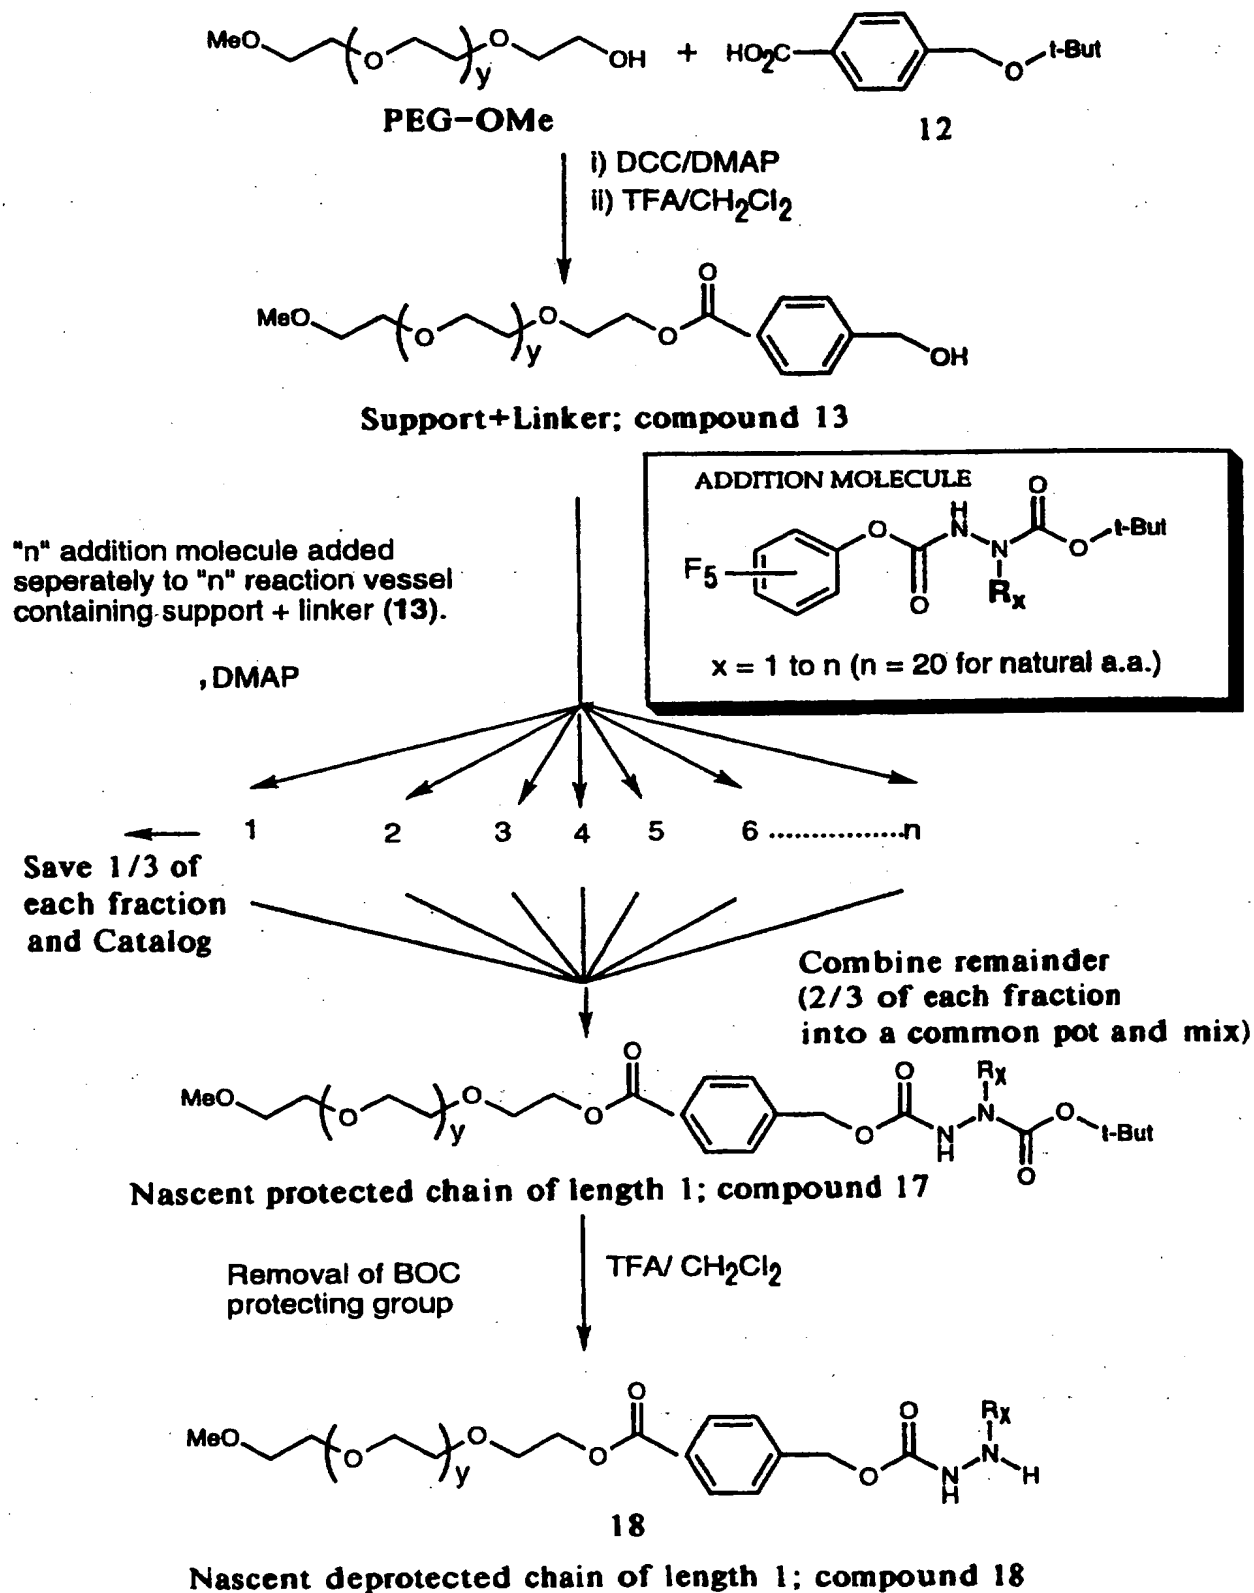 MeO O O OH + HO2C O t-But
y
PEG-OMe
12
i) DCC/DMAP
ii) TFA/CH2Cl2
O
MeO O O O OH
y
Support+Linker; compound 13
ADDITION MOLECULE
F5 O O H N N Rx O O t-But
x = 1 to n (n = 20 for natural a.a.)
"n" addition molecule added
seperately to "n" reaction vessel
containing support + linker (13).
, DMAP
1 2 3 4 5 6 ................n
Save 1/3 of
each fraction
and Catalog
Combine remainder
(2/3 of each fraction
into a common pot and mix)
O O Rx
MeO O O O O N H N O O t-But
y
Nascent protected chain of length 1; compound 17
Removal of BOC
protecting group
TFA/ CH2Cl2
O O Rx
MeO O O O O N H N H
y
18
Nascent deprotected chain of length 1; compound 18